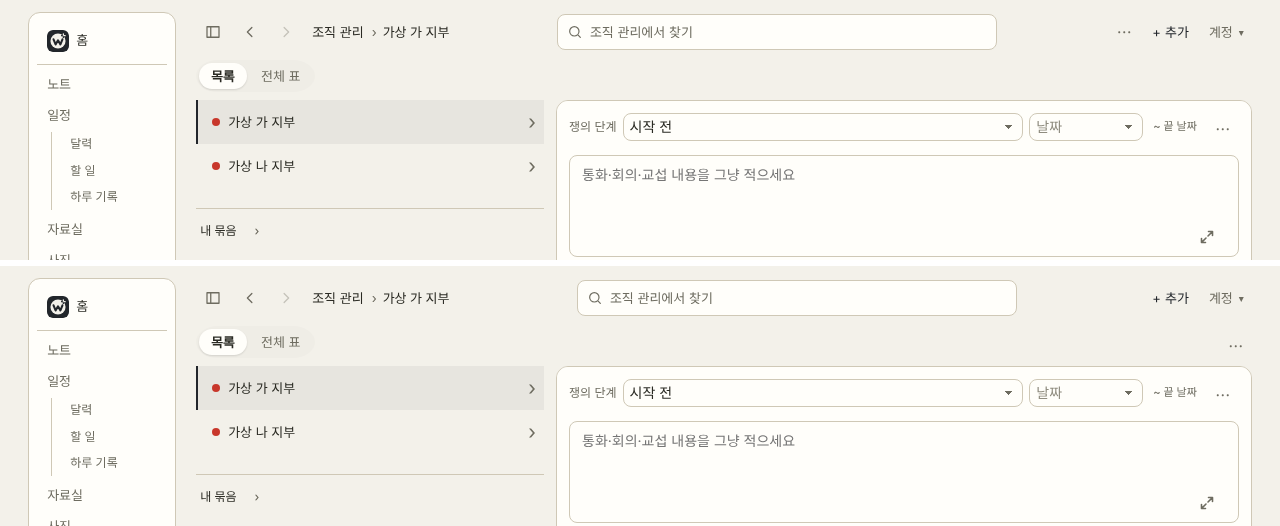 홈
조직 관리 › 가상 가 지부
조직 관리에서 찾기
...
+ 추가
계정 ▾
목록
전체 표
노트
일정
달력
할 일
하루 기록
자료실
사진
가상 가 지부
가상 나 지부
내 묶음 ›
쟁의 단계
시작 전
날짜
~ 끝 날짜
...
통화·회의·교섭 내용을 그냥 적으세요
홈
조직 관리 › 가상 가 지부
조직 관리에서 찾기
+ 추가
계정 ▾
목록
전체 표
...
노트
일정
달력
할 일
하루 기록
자료실
사진
가상 가 지부
가상 나 지부
내 묶음 ›
쟁의 단계
시작 전
날짜
~ 끝 날짜
...
통화·회의·교섭 내용을 그냥 적으세요